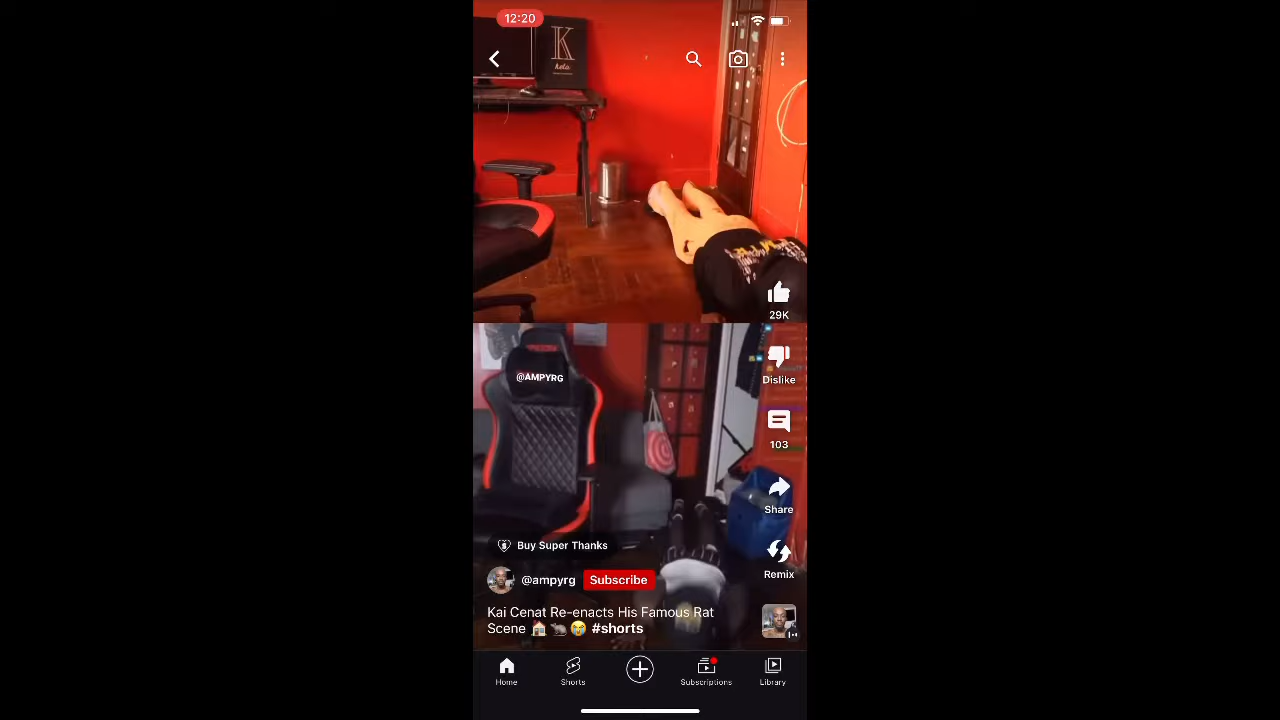 12:20
K
29K
@AMPYRG
Dislike
103
Share
Buy Super Thanks
@ampyrg
Subscribe
Remix
Kai Cenat Re-enacts His Famous Rat
Scene 🏠🐀😭 #shorts
Home
Shorts
Subscriptions
Library